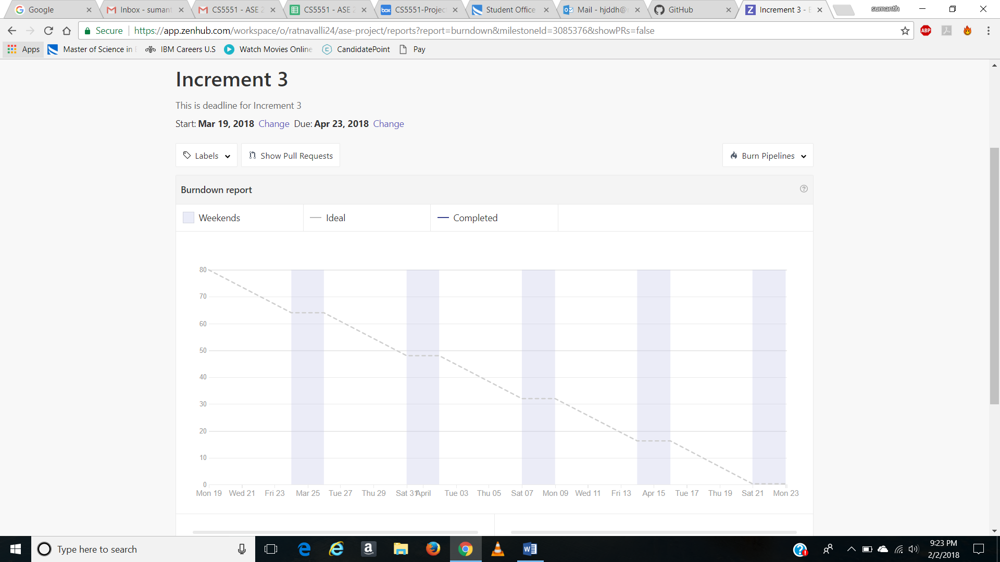 Google
Inbox - suman
CS5551 - ASE 2
CS5551 - ASE 2
CS5551-Projec
Student Office
Mail - hjddh@
GitHub
Increment 3 - 
sumanth
Secure
https://app.zenhub.com/workspace/o/ratnavalli24/ase-project/reports?report=burndown&milestoneId=3085376&showPRs=false
ABP
Apps
Master of Science in
IBM Careers U.S
Watch Movies Online
CandidatePoint
Pay
Increment 3
This is deadline for Increment 3
Start: Mar 19, 2018 Change Due: Apr 23, 2018 Change
Labels
Show Pull Requests
Burn Pipelines
Burndown report
Weekends
Ideal
Completed
80
70
60
50
40
30
20
10
0
Mon 19 Wed 21 Fri 23 Mar 25 Tue 27 Thu 29 Sat 31 April Tue 03 Thu 05 Sat 07 Mon 09 Wed 11 Fri 13 Apr 15 Tue 17 Thu 19 Sat 21 Mon 23
Type here to search
9:23 PM
2/2/2018